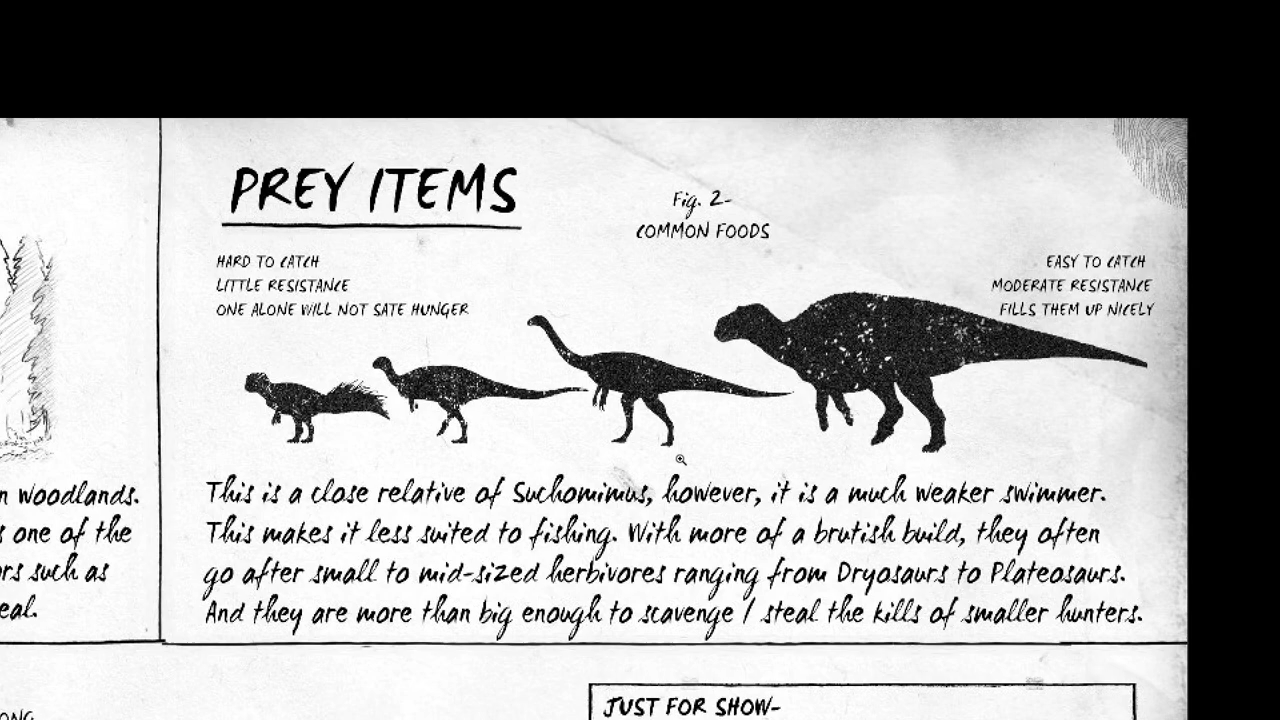 PREY ITEMS
Fig. 2-
COMMON FOODS
HARD TO CATCH
LITTLE RESISTANCE
ONE ALONE WILL NOT SATE HUNGER
EASY TO CATCH
MODERATE RESISTANCE
FILLS THEM UP NICELY
n woodlands.
s one of the
rs such as
eal.
This is a close relative of Suchomimus, however, it is a much weaker swimmer.
This makes it less suited to fishing. With more of a brutish build, they often
go after small to mid-sized herbivores ranging from Dryosaurs to Plateosaurs.
And they are more than big enough to scavenge / steal the kills of smaller hunters.
JUST FOR SHOW-